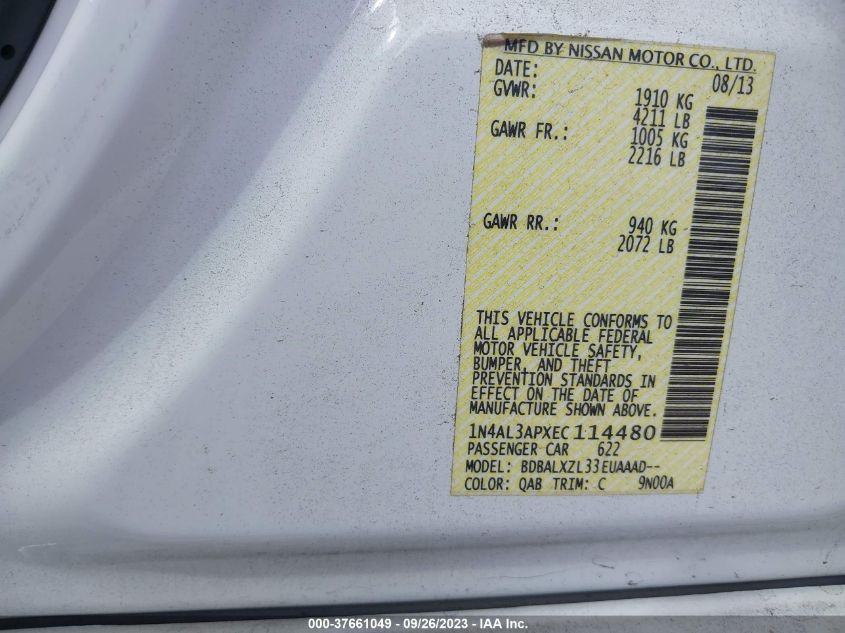 MFD BY NISSAN MOTOR CO., LTD.
DATE: 08/13
GVWR: 1910 KG
4211 LB
GAWR FR.: 1005 KG
2216 LB
GAWR RR.: 940 KG
2072 LB
THIS VEHICLE CONFORMS TO
ALL APPLICABLE FEDERAL
MOTOR VEHICLE SAFETY,
BUMPER, AND THEFT
PREVENTION STANDARDS IN
EFFECT ON THE DATE OF
MANUFACTURE SHOWN ABOVE.
1N4AL3APXEC114480
PASSENGER CAR 622
MODEL: BDBALXZL33EUAAAD--
COLOR: QAB TRIM: C 9N00A
000-37661049 - 09/26/2023 - IAA Inc.